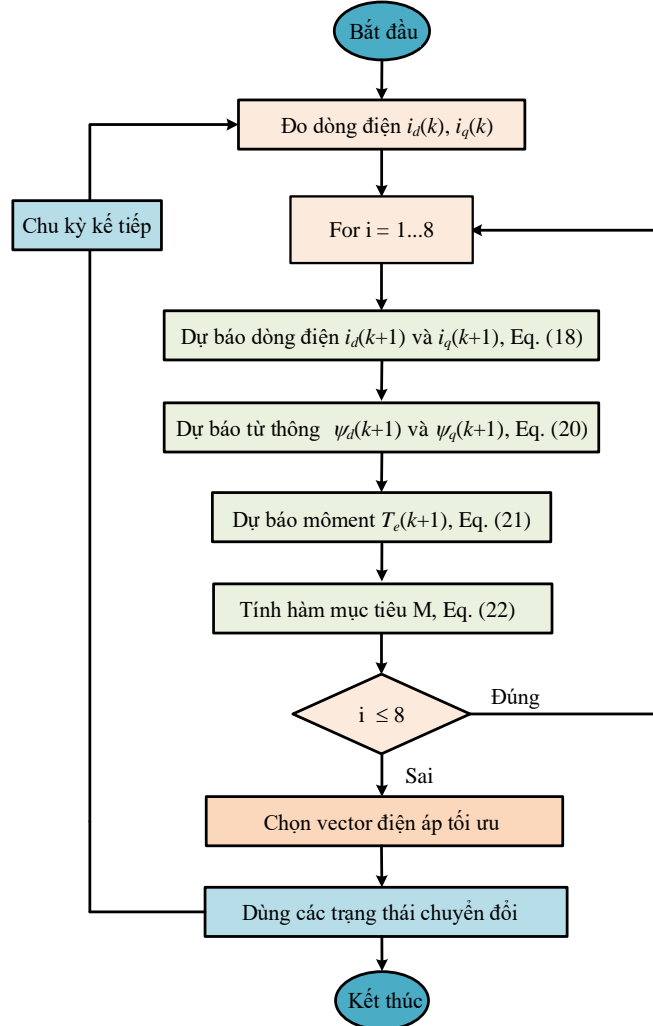 Bắt đầu
Đo dòng điện i_d(k), i_q(k)
Chu kỳ kế tiếp
For i = 1...8
Dự báo dòng điện i_d(k+1) và i_q(k+1), Eq. (18)
Dự báo từ thông ψ_d(k+1) và ψ_q(k+1), Eq. (20)
Dự báo môment T_e(k+1), Eq. (21)
Tính hàm mục tiêu M, Eq. (22)
i ≤ 8
Đúng
Sai
Chọn vector điện áp tối ưu
Dùng các trạng thái chuyển đổi
Kết thúc